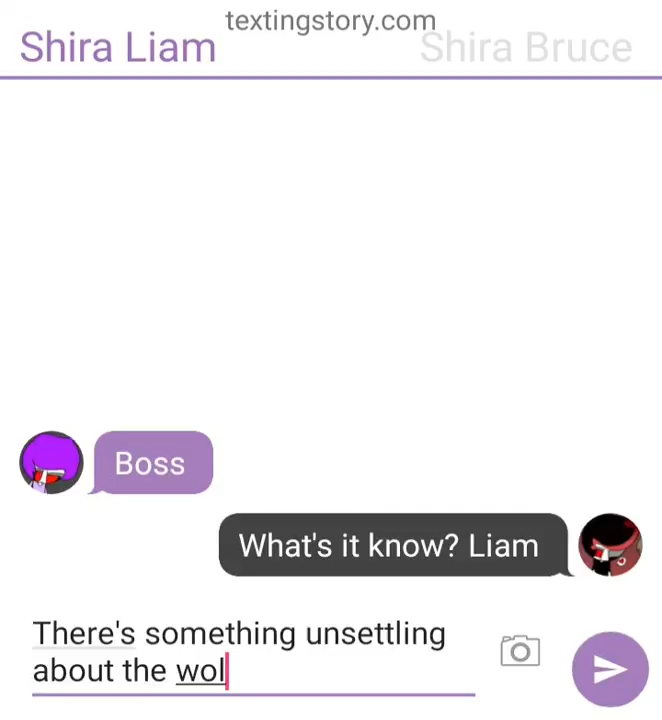 textingstory.com
Shira Liam
Shira Bruce
Boss
What's it know? Liam
There's something unsettling
about the wol